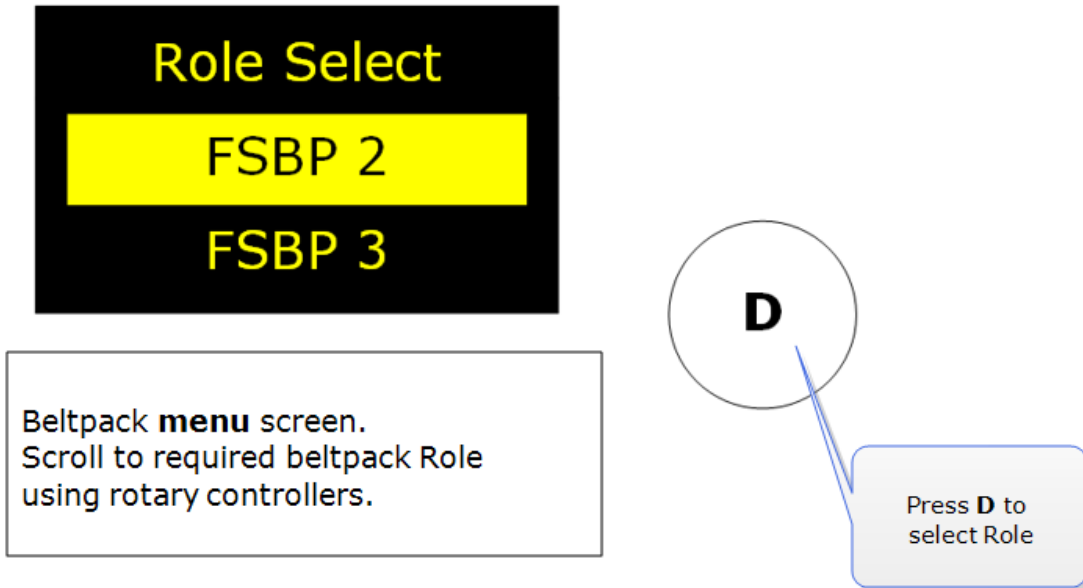 Role Select
FSBP 2
FSBP 3
D
Beltpack menu screen.
Scroll to required beltpack Role
using rotary controllers.
Press D to
select Role